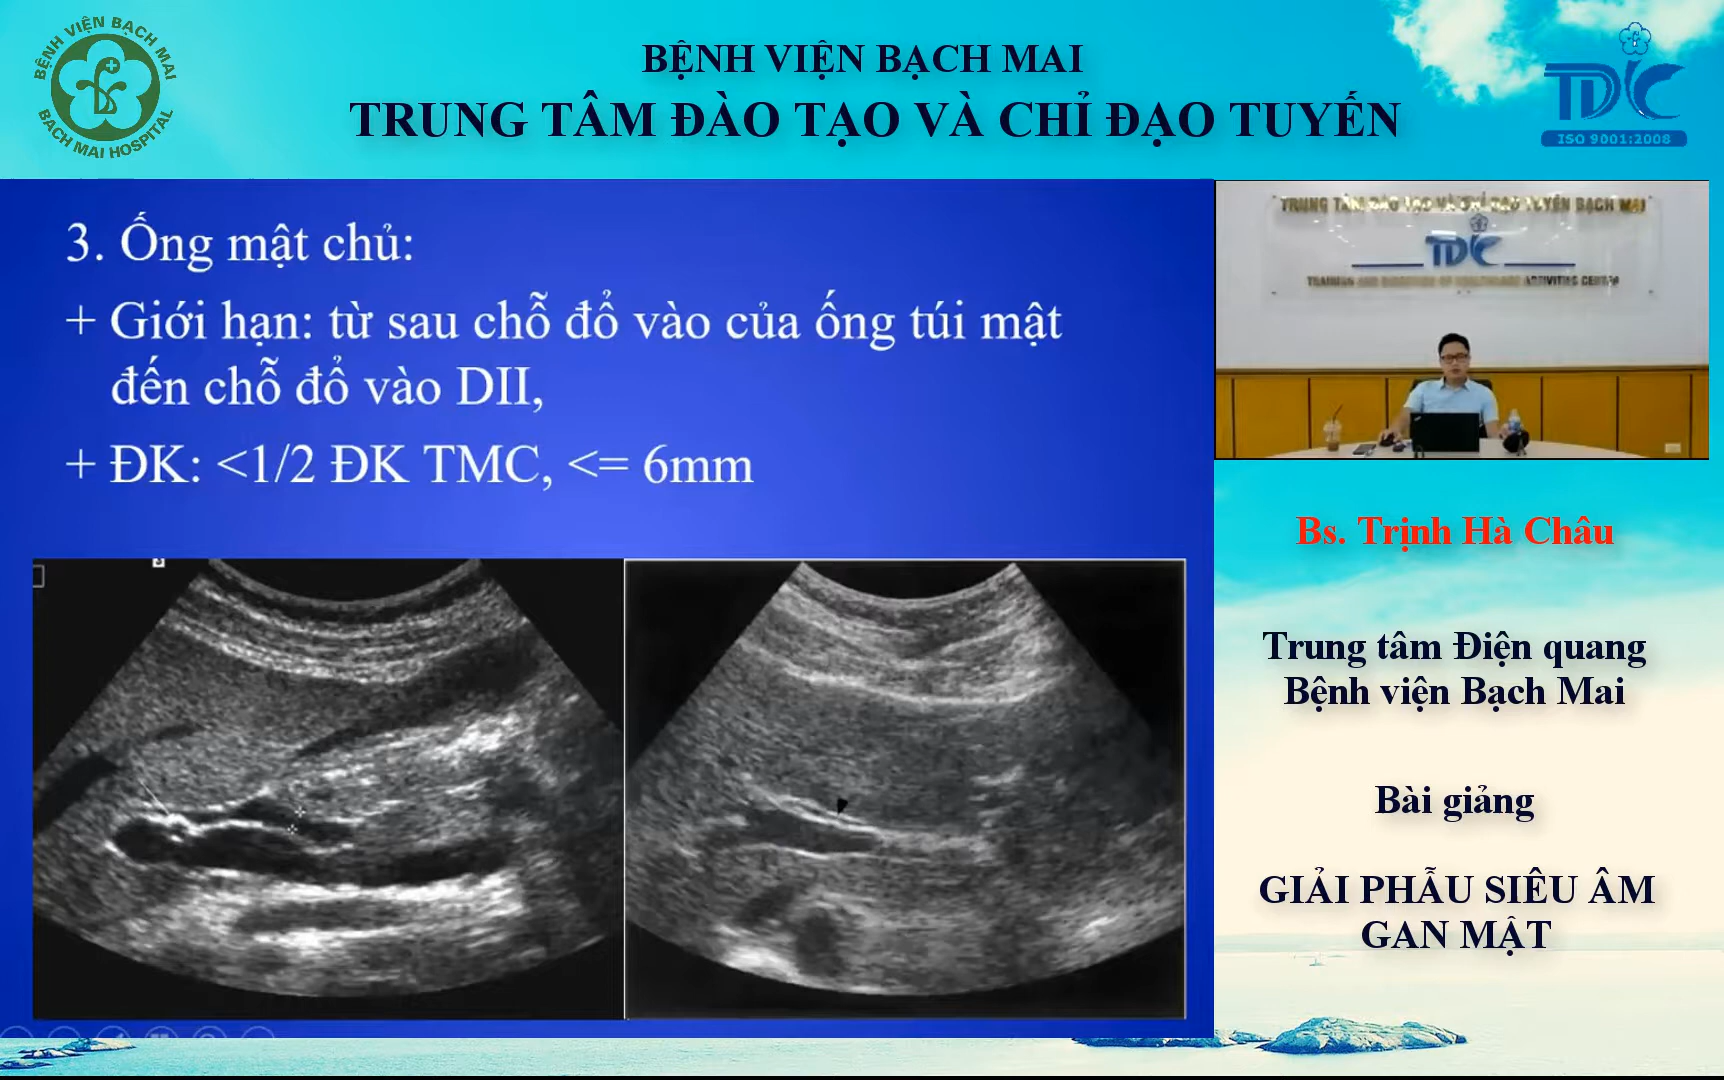 BỆNH VIỆN BẠCH MAI
BACH MAI HOSPITAL
BỆNH VIỆN BẠCH MAI
TRUNG TÂM ĐÀO TẠO VÀ CHỈ ĐẠO TUYẾN
TDC
ISO 9001:2008
3. Ống mật chủ:
+ Giới hạn: từ sau chỗ đổ vào của ống túi mật
đến chỗ đổ vào DII,
+ ĐK: <1/2 ĐK TMC, <= 6mm
TRUNG TÂM ĐÀO TẠO VÀ CHỈ ĐẠO TUYẾN BẠCH MAI
TDC
Bs. Trịnh Hà Châu
Trung tâm Điện quang
Bệnh viện Bạch Mai
Bài giảng
GIẢI PHẪU SIÊU ÂM
GAN MẬT